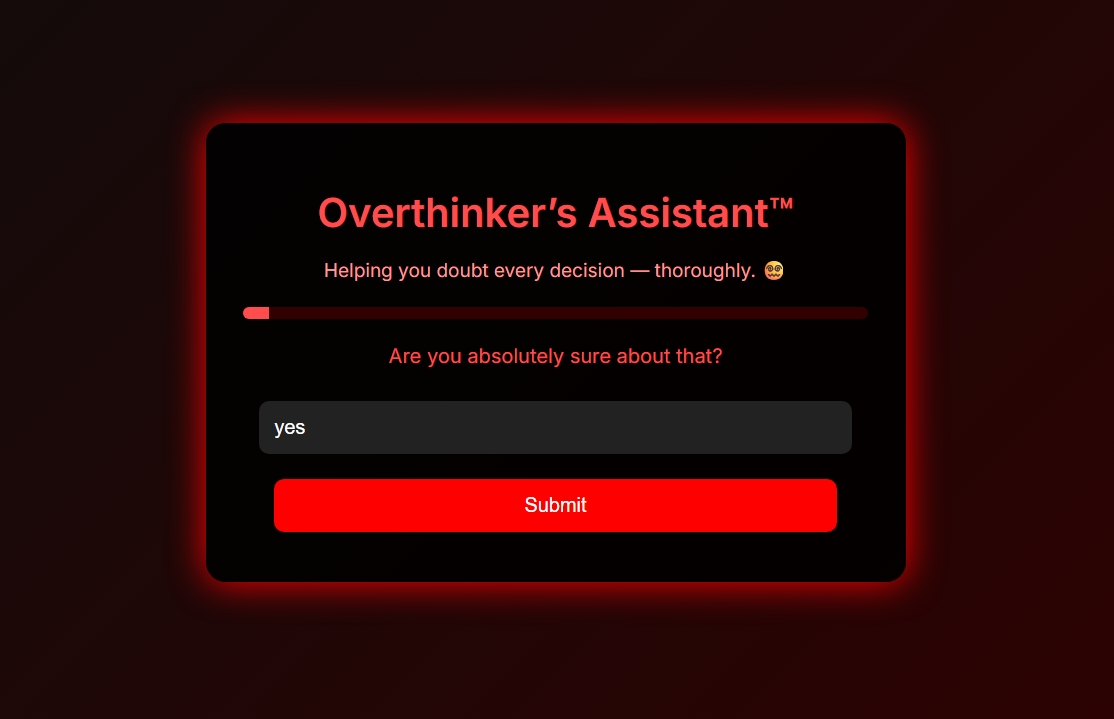 Overthinker’s Assistant™
Helping you doubt every decision — thoroughly. 😵‍💫
Are you absolutely sure about that?
yes
Submit